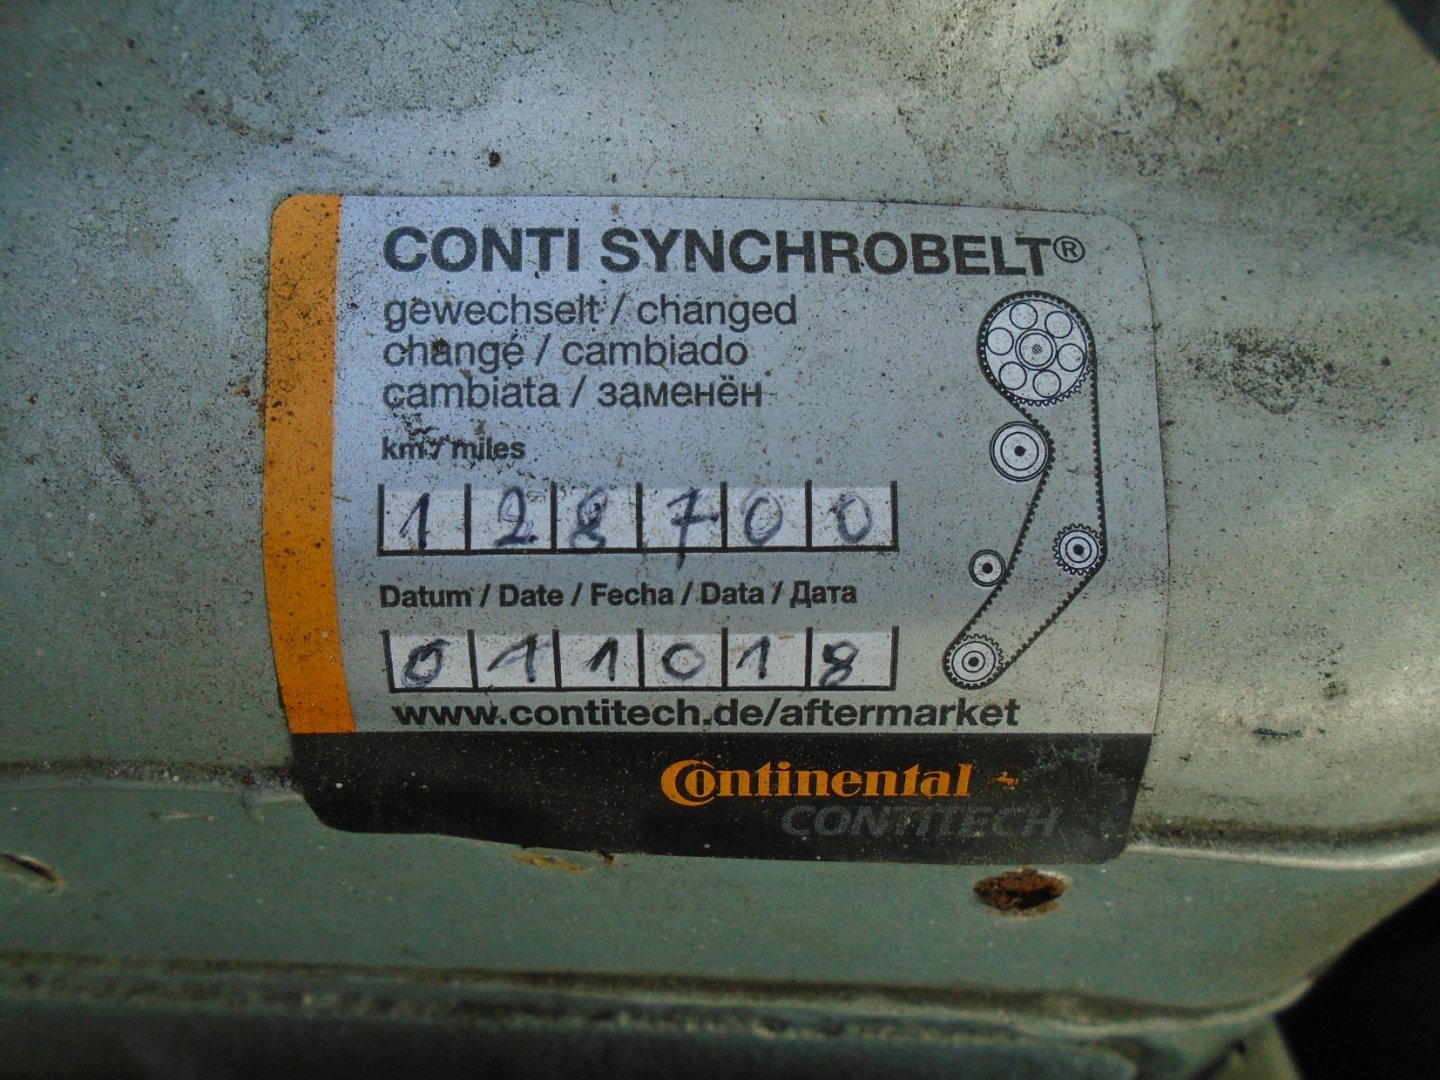 CONTI SYNCHROBELT®
gewechselt / changed
changé / cambiado
cambiata / заменён
km / miles
128700
Datum / Date / Fecha / Data / Дата
011018
www.contitech.de/aftermarket
Continental
CONTITECH